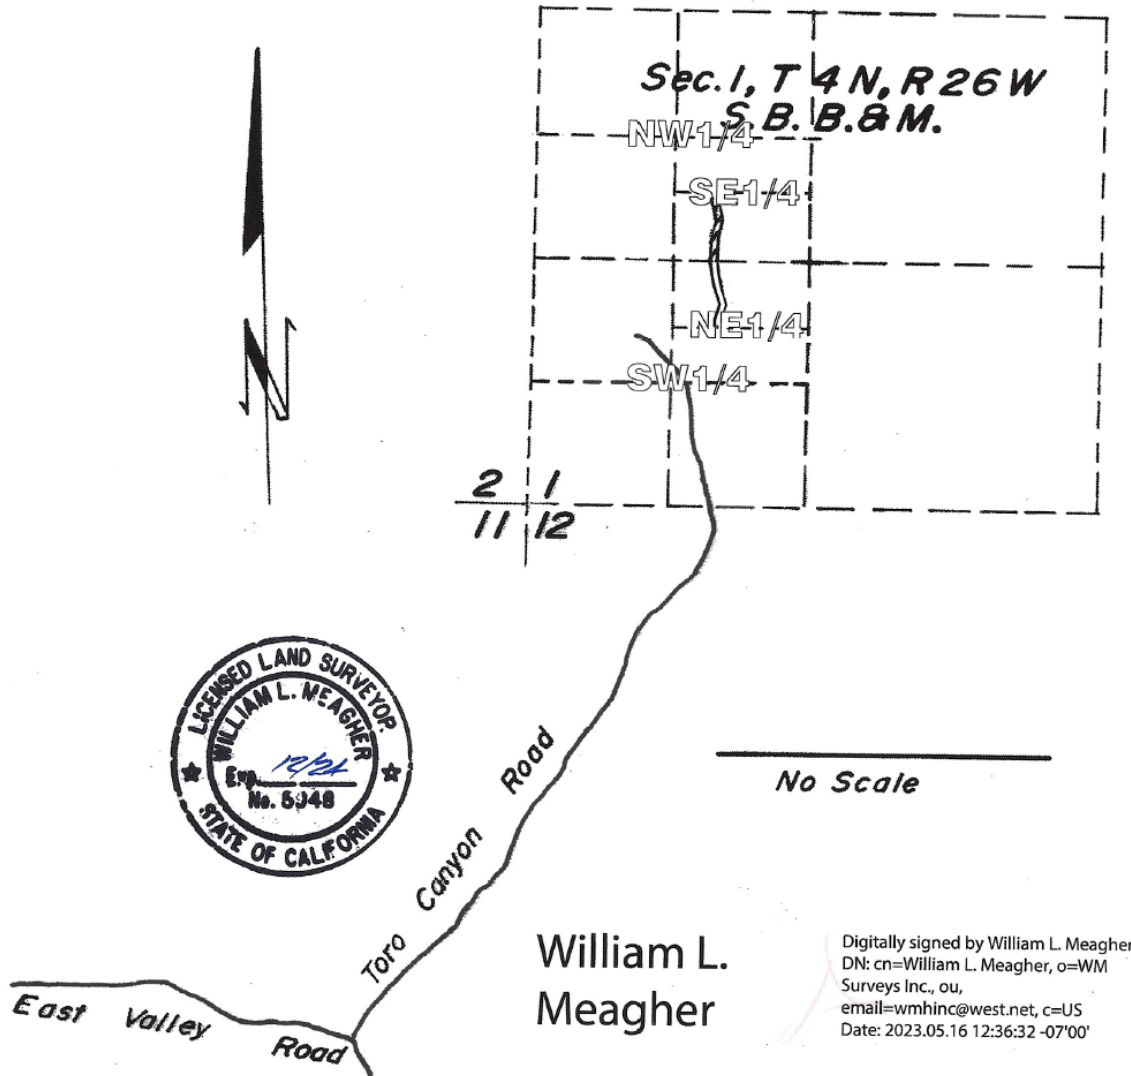 Sec. 1, T 4 N, R 26 W
S. B. B. & M.
NW1/4
SE1/4
NE1/4
SW1/4
N
2 1
11 12
LICENSED LAND SURVEYOR
WILLIAM L. MEAGHER
Exp. 12/24
No. 5948
STATE OF CALIFORNIA
No Scale
Toro Canyon Road
East Valley Road
William L.
Meagher
Digitally signed by William L. Meagher
DN: cn=William L. Meagher, o=WM
Surveys Inc., ou,
email=wmhinc@west.net, c=US
Date: 2023.05.16 12:36:32 -07'00'